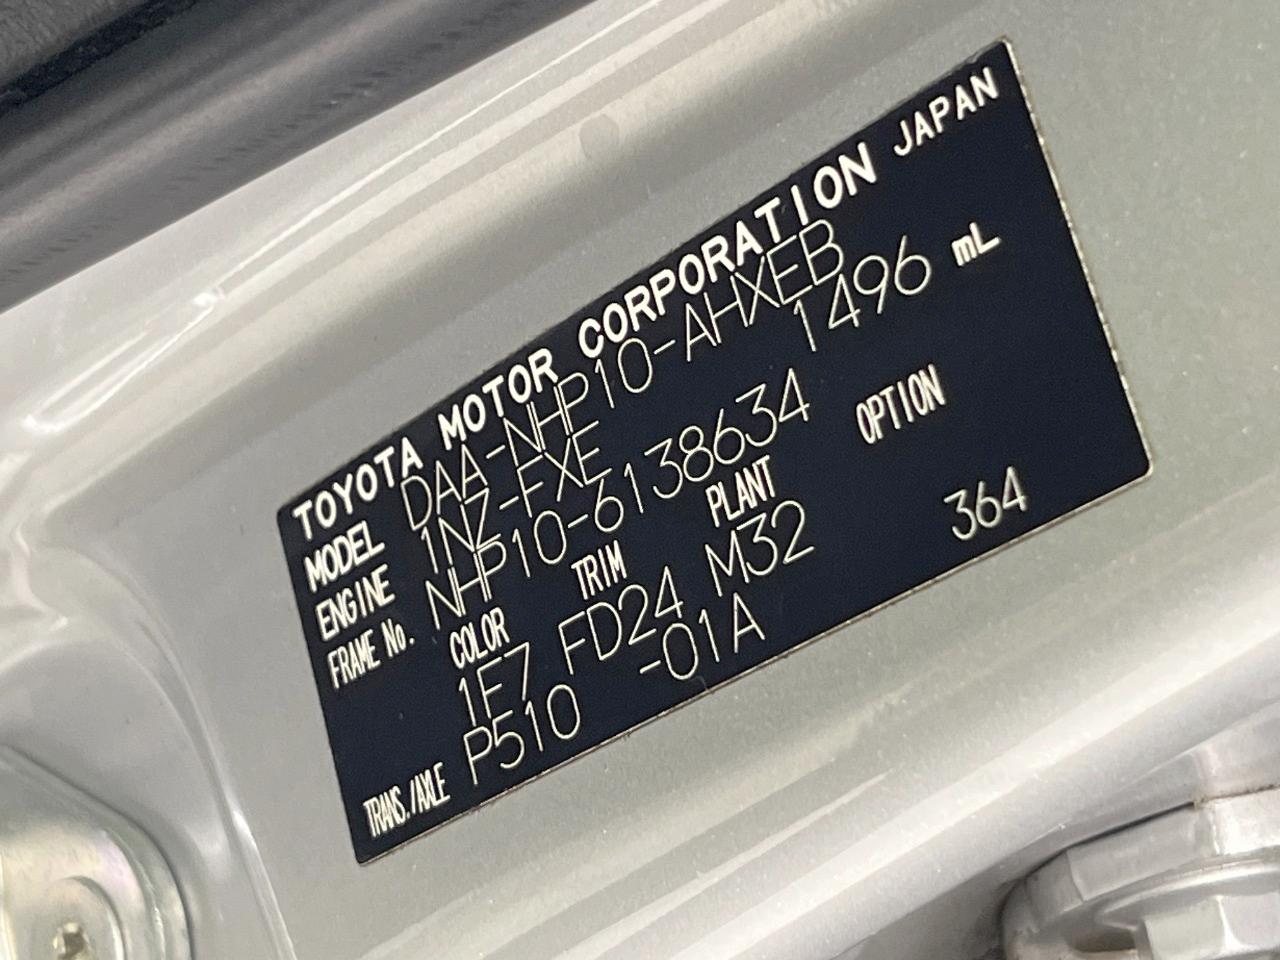 TOYOTA MOTOR CORPORATION JAPAN
MODEL DAA-NHP10-AHXEB
ENGINE 1NZ-FXE 1496 mL
FRAME No. NHP10-6138634
COLOR TRIM PLANT OPTION
1F7 FD24 M32 364
TRANS./AXLE P510 -01A